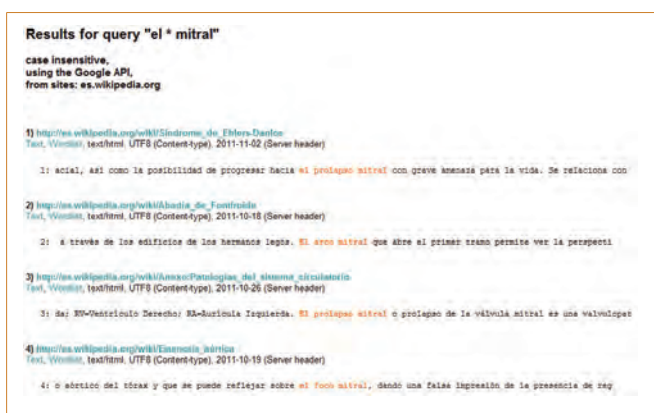 Results for query "el * mitral"
case insensitive,
using the Google API,
from sites: es.wikipedia.org
1) http://es.wikipedia.org/wiki/Síndrome_de_Ehlers-Danlos
Text, Wordlist, text/html, UTF8 (Content-type), 2011-11-02 (Server header)
1: acial, así como la posibilidad de progresar hacia el prolapso mitral con grave amenaza para la vida. Se relaciona con
2) http://es.wikipedia.org/wiki/Abadía_de_Fontfroide
Text, Wordlist, text/html, UTF8 (Content-type), 2011-10-18 (Server header)
2: a través de los edificios de los hermanos legos. El arco mitral que abre el primer tramo permite ver la perspecti
3) http://es.wikipedia.org/wiki/Anexo:Patologías_del_sistema_circulatorio
Text, Wordlist, text/html, UTF8 (Content-type), 2011-10-26 (Server header)
3: da; RV=Ventrículo Derecho; RA=Aurícula Izquierda. El prolapso mitral o prolapso de la válvula mitral es una valvulopat
4) http://es.wikipedia.org/wiki/Estenosis_aórtica
Text, Wordlist, text/html, UTF8 (Content-type), 2011-10-19 (Server header)
4: o aórtico del tórax y que se puede reflejar sobre el foco mitral, dando una falsa impresión de la presencia de reg